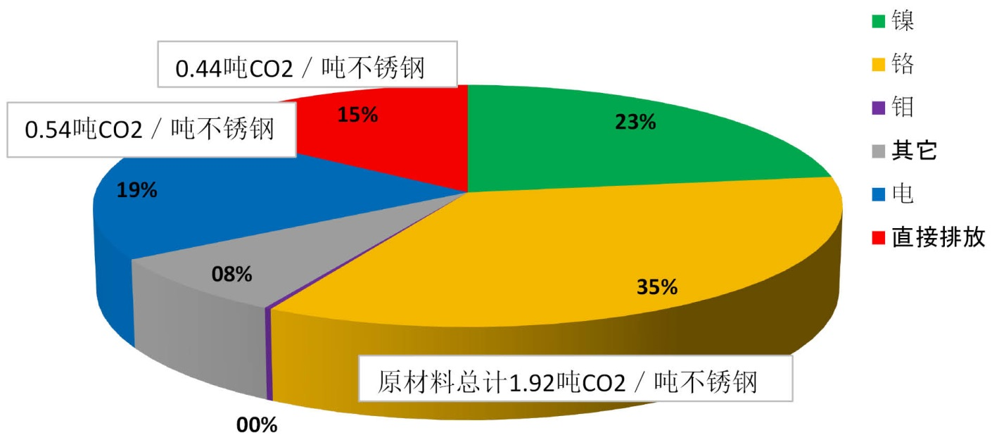 0.44吨CO2／吨不锈钢
0.54吨CO2／吨不锈钢
15%
23%
19%
08%
35%
原材料总计1.92吨CO2／吨不锈钢
00%
镍
铬
钼
其它
电
直接排放